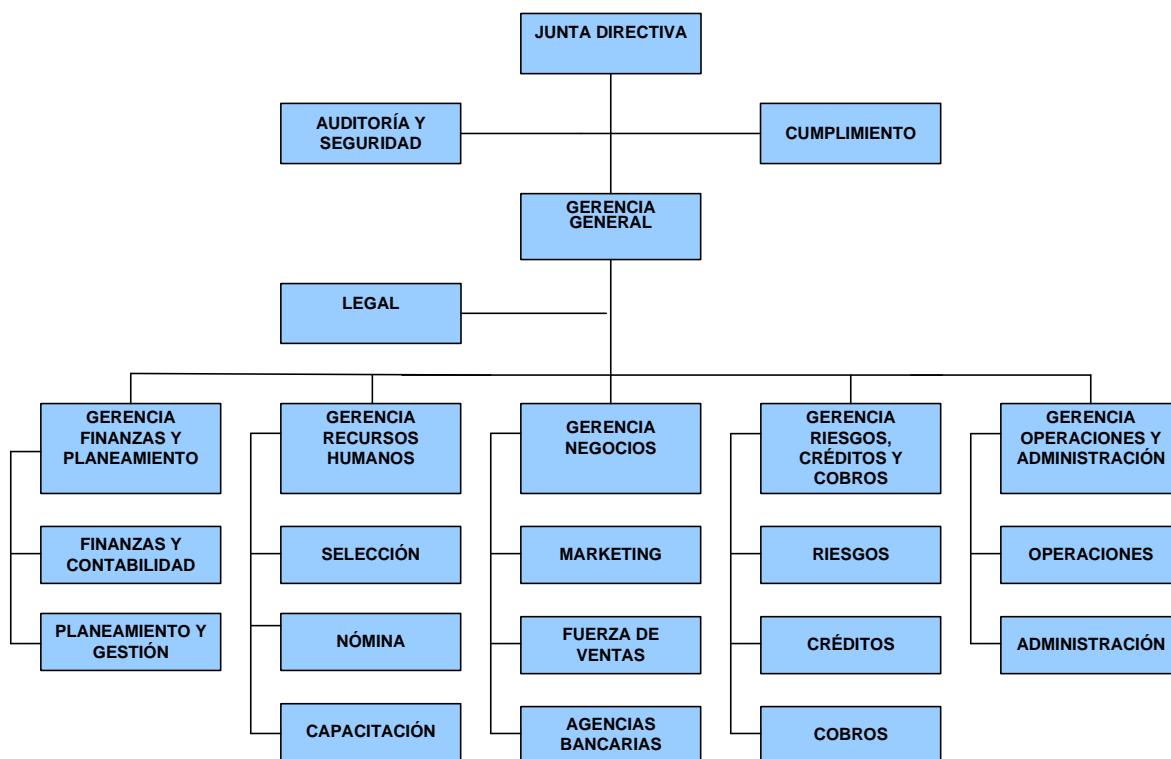 JUNTA DIRECTIVA
AUDITORÍA Y
SEGURIDAD
CUMPLIMIENTO
GERENCIA
GENERAL
LEGAL
GERENCIA
FINANZAS Y
PLANEAMIENTO
GERENCIA
RECURSOS
HUMANOS
GERENCIA
NEGOCIOS
GERENCIA
RIESGOS,
CRÉDITOS Y
COBROS
GERENCIA
OPERACIONES Y
ADMINISTRACIÓN
FINANZAS Y
CONTABILIDAD
SELECCIÓN
MARKETING
RIESGOS
OPERACIONES
PLANEAMIENTO Y
GESTIÓN
NÓMINA
FUERZA DE
VENTAS
CRÉDITOS
ADMINISTRACIÓN
CAPACITACIÓN
AGENCIAS
BANCARIAS
COBROS